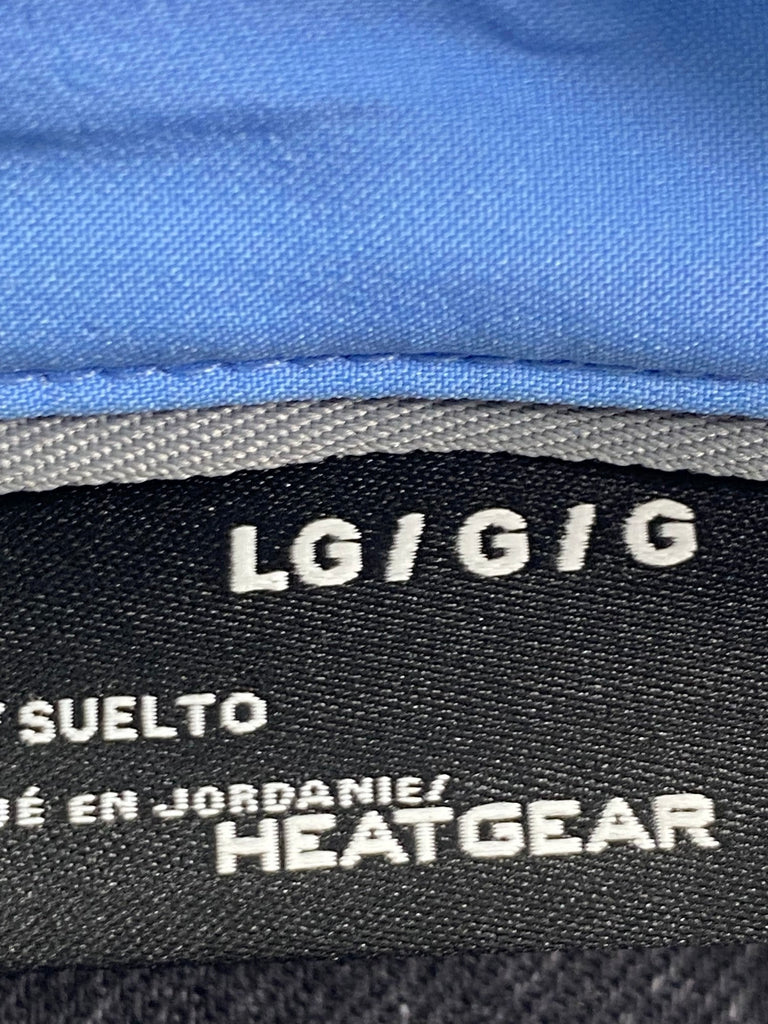 LG / G / G
SUELTO
É EN JORDANIE/
HEATGEAR